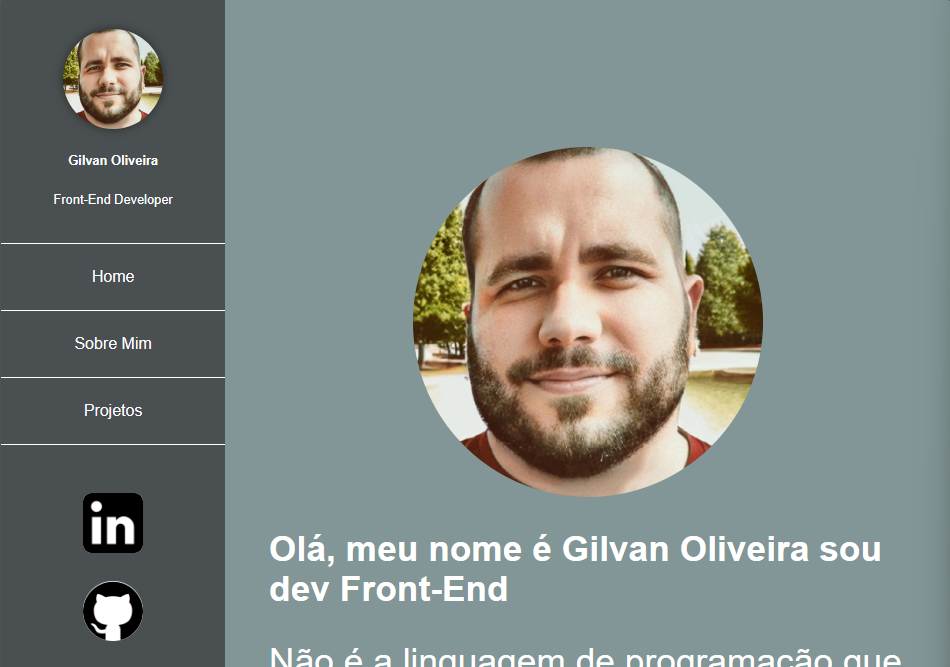 Gilvan Oliveira
Front-End Developer
Home
Sobre Mim
Projetos
in
Olá, meu nome é Gilvan Oliveira sou
dev Front-End
Não é a linguagem de programação que